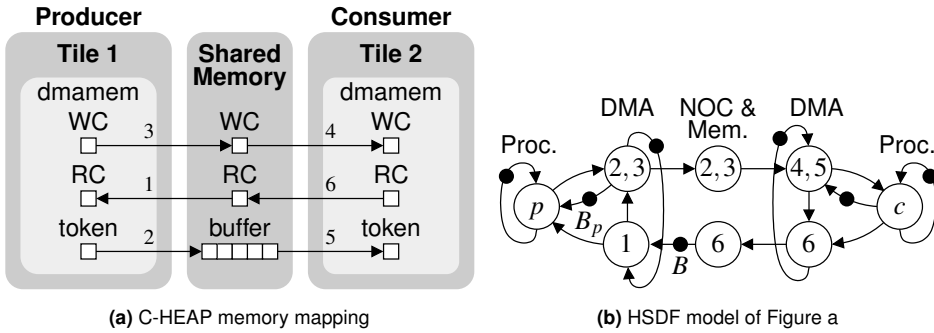 Producer
Consumer
Tile 1
Shared
Memory
Tile 2
dmamem
dmamem
WC
3
WC
4
WC
RC
1
RC
6
RC
token
2
buffer
5
token
(a) C-HEAP memory mapping
DMA
NOC &
Mem.
DMA
Proc.
Proc.
2, 3
2, 3
4, 5
p
c
B_p
1
B
6
6
(b) HSDF model of Figure a